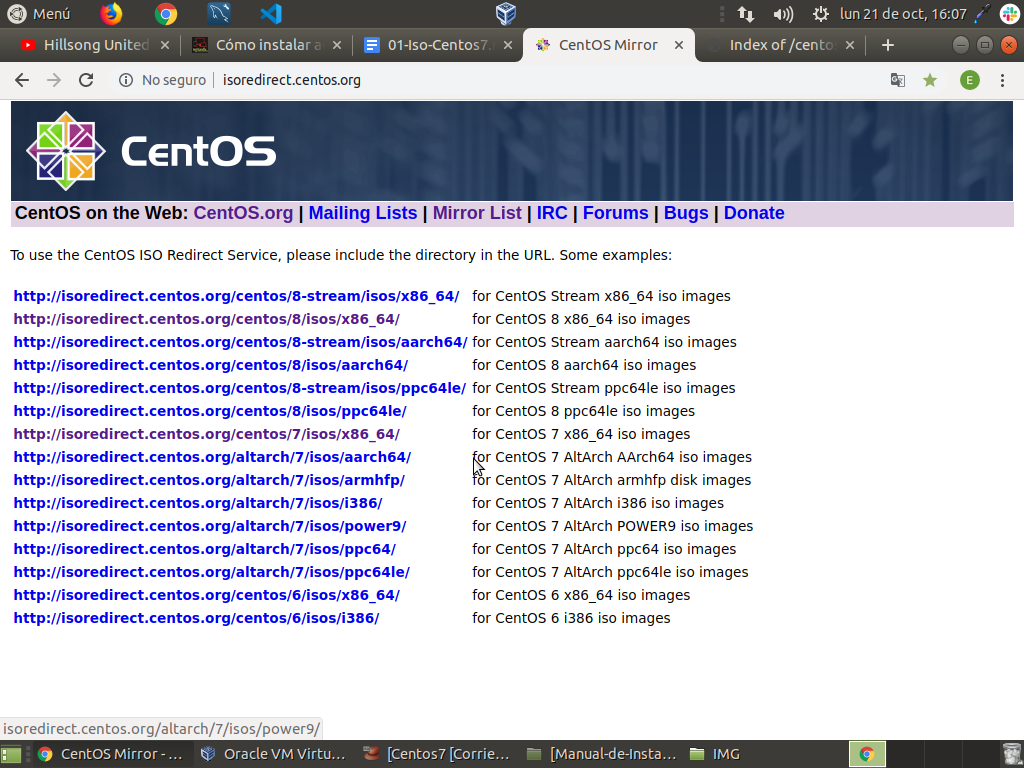 Menú
lun 21 de oct, 16:07
Hillsong United
Cómo instalar a
01-Iso-Centos7.
CentOS Mirror
Index of /cento
No seguro
isoredirect.centos.org
E
CentOS
CentOS on the Web: CentOS.org | Mailing Lists | Mirror List | IRC | Forums | Bugs | Donate
To use the CentOS ISO Redirect Service, please include the directory in the URL. Some examples:
http://isoredirect.centos.org/centos/8-stream/isos/x86_64/ for CentOS Stream x86_64 iso images
http://isoredirect.centos.org/centos/8/isos/x86_64/ for CentOS 8 x86_64 iso images
http://isoredirect.centos.org/centos/8-stream/isos/aarch64/ for CentOS Stream aarch64 iso images
http://isoredirect.centos.org/centos/8/isos/aarch64/ for CentOS 8 aarch64 iso images
http://isoredirect.centos.org/centos/8-stream/isos/ppc64le/ for CentOS Stream ppc64le iso images
http://isoredirect.centos.org/centos/8/isos/ppc64le/ for CentOS 8 ppc64le iso images
http://isoredirect.centos.org/centos/7/isos/x86_64/ for CentOS 7 x86_64 iso images
http://isoredirect.centos.org/altarch/7/isos/aarch64/ for CentOS 7 AltArch AArch64 iso images
http://isoredirect.centos.org/altarch/7/isos/armhfp/ for CentOS 7 AltArch armhfp disk images
http://isoredirect.centos.org/altarch/7/isos/i386/ for CentOS 7 AltArch i386 iso images
http://isoredirect.centos.org/altarch/7/isos/power9/ for CentOS 7 AltArch POWER9 iso images
http://isoredirect.centos.org/altarch/7/isos/ppc64/ for CentOS 7 AltArch ppc64 iso images
http://isoredirect.centos.org/altarch/7/isos/ppc64le/ for CentOS 7 AltArch ppc64le iso images
http://isoredirect.centos.org/centos/6/isos/x86_64/ for CentOS 6 x86_64 iso images
http://isoredirect.centos.org/centos/6/isos/i386/ for CentOS 6 i386 iso images
isoredirect.centos.org/altarch/7/isos/power9/
CentOS Mirror - ...
Oracle VM Virtu...
[Centos7 [Corrie...
[Manual-de-Insta...
IMG